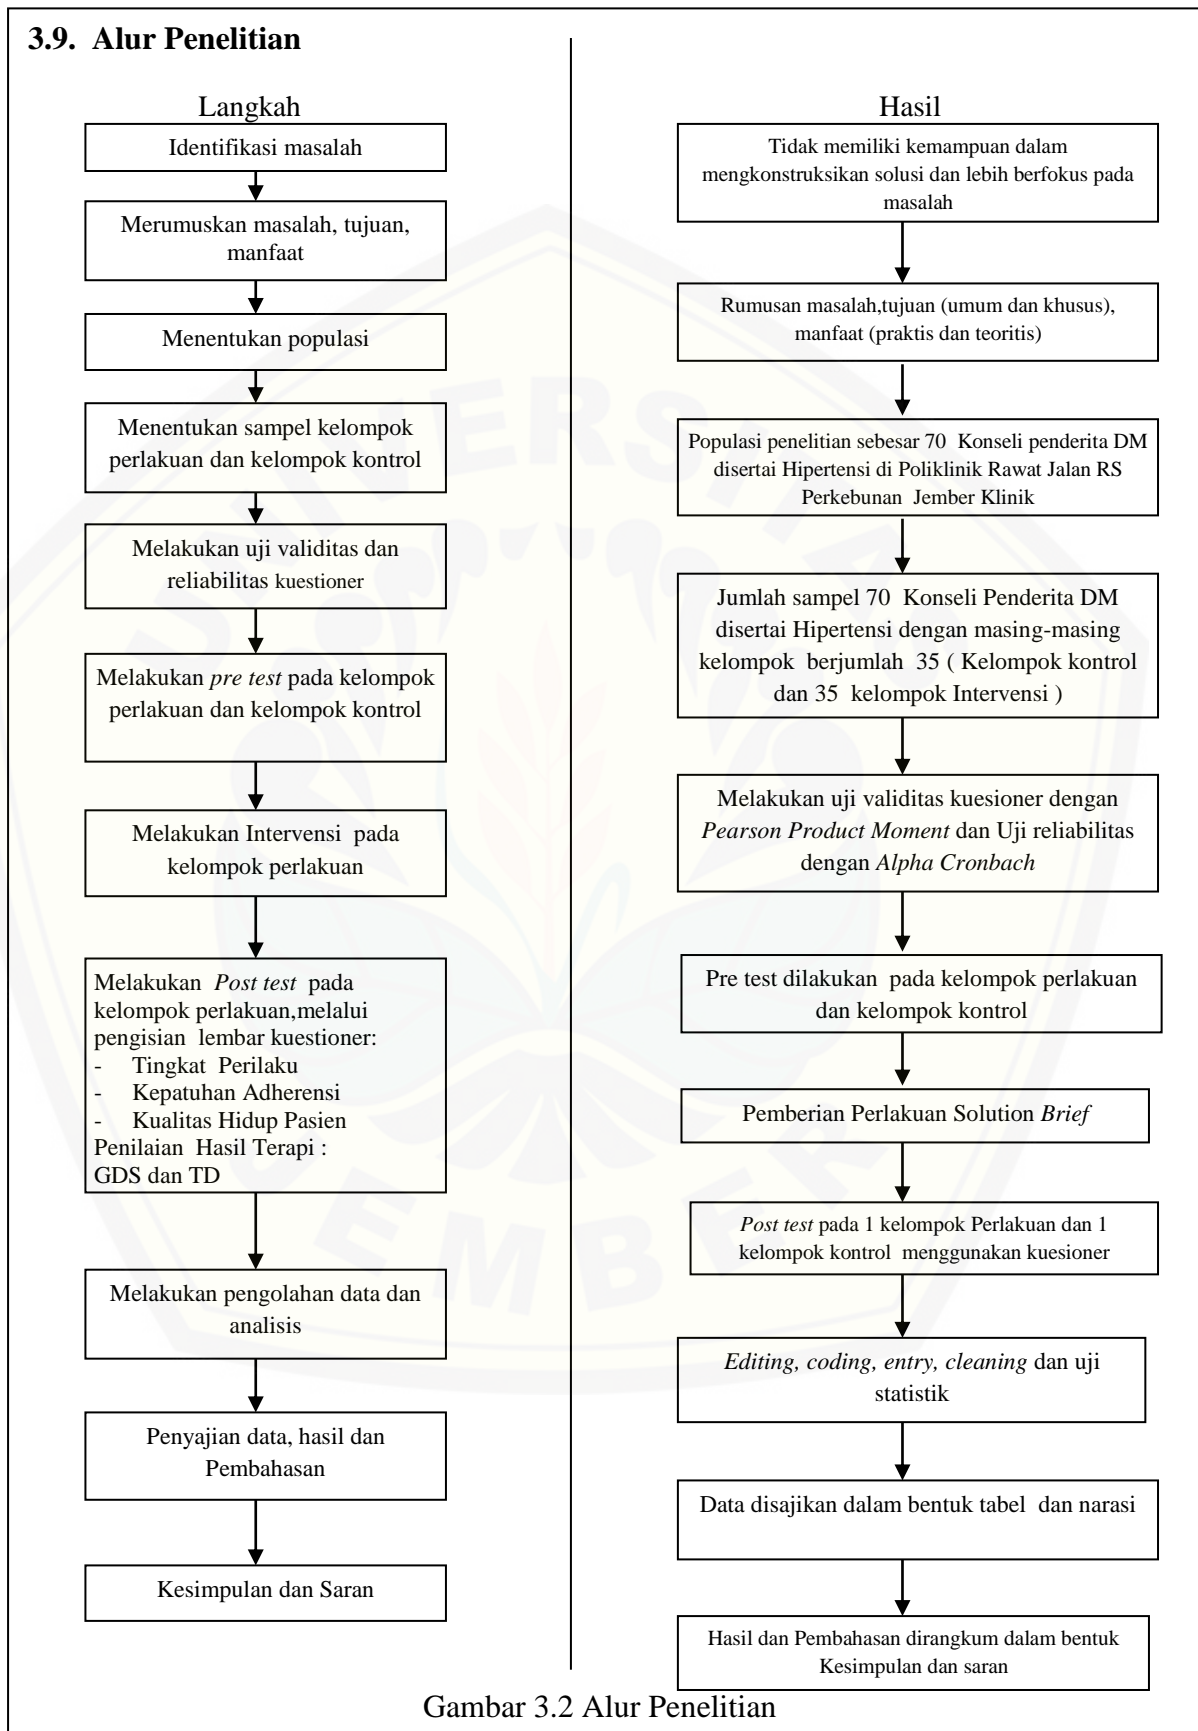 3.9. Alur Penelitian
Langkah
Identifikasi masalah
Merumuskan masalah, tujuan,
manfaat
Menentukan populasi
Menentukan sampel kelompok
perlakuan dan kelompok kontrol
Melakukan uji validitas dan
reliabilitas kuestioner
Melakukan pre test pada kelompok
perlakuan dan kelompok kontrol
Melakukan Intervensi pada
kelompok perlakuan
Melakukan Post test pada
kelompok perlakuan,melalui
pengisian lembar kuestioner:
- Tingkat Perilaku
- Kepatuhan Adherensi
- Kualitas Hidup Pasien
Penilaian Hasil Terapi :
GDS dan TD
Melakukan pengolahan data dan
analisis
Penyajian data, hasil dan
Pembahasan
Kesimpulan dan Saran
Hasil
Tidak memiliki kemampuan dalam
mengkonstruksikan solusi dan lebih berfokus pada
masalah
Rumusan masalah,tujuan (umum dan khusus),
manfaat (praktis dan teoritis)
Populasi penelitian sebesar 70 Konseli penderita DM
disertai Hipertensi di Poliklinik Rawat Jalan RS
Perkebunan Jember Klinik
Jumlah sampel 70 Konseli Penderita DM
disertai Hipertensi dengan masing-masing
kelompok berjumlah 35 ( Kelompok kontrol
dan 35 kelompok Intervensi )
Melakukan uji validitas kuesioner dengan
Pearson Product Moment dan Uji reliabilitas
dengan Alpha Cronbach
Pre test dilakukan pada kelompok perlakuan
dan kelompok kontrol
Pemberian Perlakuan Solution Brief
Post test pada 1 kelompok Perlakuan dan 1
kelompok kontrol menggunakan kuesioner
Editing, coding, entry, cleaning dan uji
statistik
Data disajikan dalam bentuk tabel dan narasi
Hasil dan Pembahasan dirangkum dalam bentuk
Kesimpulan dan saran
Gambar 3.2 Alur Penelitian
UNIVERSITAS
JEMBER